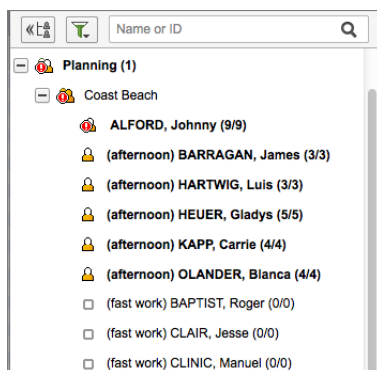 Name or ID
Planning (1)
Coast Beach
ALFORD, Johnny (9/9)
(afternoon) BARRAGAN, James (3/3)
(afternoon) HARTWIG, Luis (3/3)
(afternoon) HEUER, Gladys (5/5)
(afternoon) KAPP, Carrie (4/4)
(afternoon) OLANDER, Blanca (4/4)
(fast work) BAPTIST, Roger (0/0)
(fast work) CLAIR, Jesse (0/0)
(fast work) CLINIC, Manuel (0/0)